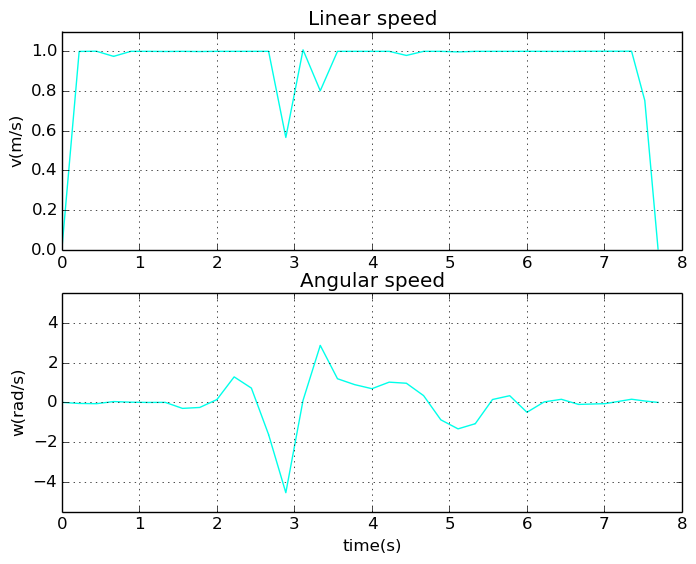 Linear speed
1.0
0.8
0.6
0.4
0.2
0.0
v(m/s)
0 1 2 3 4 5 6 7 8
Angular speed
4
2
0
−2
−4
w(rad/s)
0 1 2 3 4 5 6 7 8
time(s)